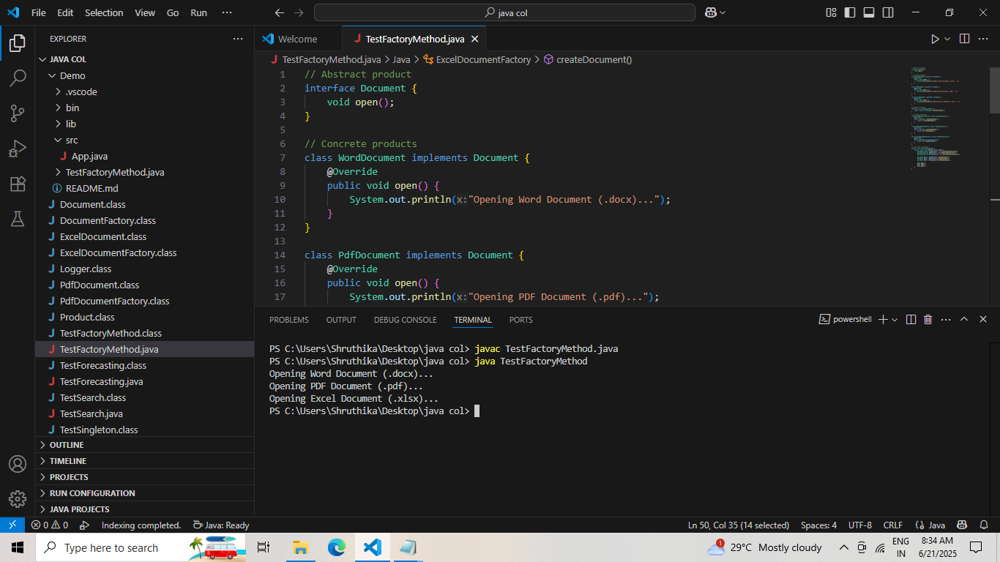 File Edit Selection View Go Run ···
java col
EXPLORER
JAVA COL
Demo
.vscode
bin
lib
src
App.java
TestFactoryMethod.java
README.md
Document.class
DocumentFactory.class
ExcelDocument.class
ExcelDocumentFactory.class
Logger.class
PdfDocument.class
PdfDocumentFactory.class
Product.class
TestFactoryMethod.class
TestFactoryMethod.java
TestForecasting.class
TestForecasting.java
TestSearch.class
TestSearch.java
TestSingleton.class
OUTLINE
TIMELINE
PROJECTS
RUN CONFIGURATION
JAVA PROJECTS
Welcome TestFactoryMethod.java
TestFactoryMethod.java > Java > ExcelDocumentFactory > createDocument()
1 // Abstract product
2 interface Document {
3 void open();
4 }
5
6 // Concrete products
7 class WordDocument implements Document {
8 @Override
9 public void open() {
10 System.out.println(x:"Opening Word Document (.docx)...");
11 }
12 }
13
14 class PdfDocument implements Document {
15 @Override
16 public void open() {
17 System.out.println(x:"Opening PDF Document (.pdf)...");
PROBLEMS OUTPUT DEBUG CONSOLE TERMINAL PORTS
powershell
PS C:\Users\Shruthika\Desktop\java col> javac TestFactoryMethod.java
PS C:\Users\Shruthika\Desktop\java col> java TestFactoryMethod
Opening Word Document (.docx)...
Opening PDF Document (.pdf)...
Opening Excel Document (.xlsx)...
PS C:\Users\Shruthika\Desktop\java col>
0 0 Indexing completed. Java: Ready
Ln 50, Col 35 (14 selected) Spaces: 4 UTF-8 CRLF Java
Type here to search
1
29°C Mostly cloudy
ENG
IN
8:34 AM
6/21/2025